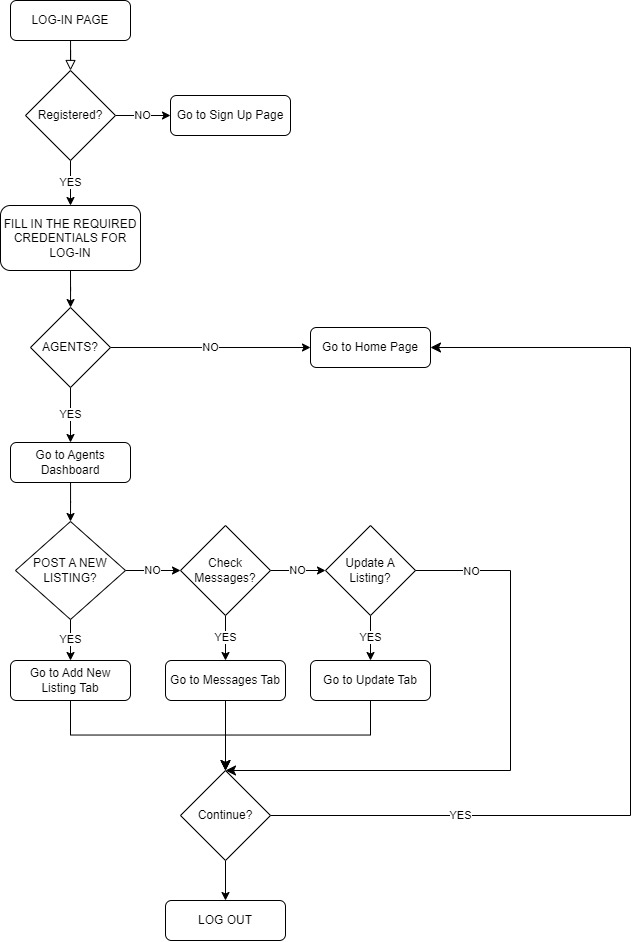 LOG-IN PAGE
Registered?
NO
Go to Sign Up Page
YES
FILL IN THE REQUIRED
CREDENTIALS FOR
LOG-IN
AGENTS?
NO
Go to Home Page
YES
Go to Agents
Dashboard
POST A NEW
LISTING?
NO
Check
Messages?
NO
Update A
Listing?
NO
YES
YES
YES
Go to Add New
Listing Tab
Go to Messages Tab
Go to Update Tab
Continue?
YES
LOG OUT